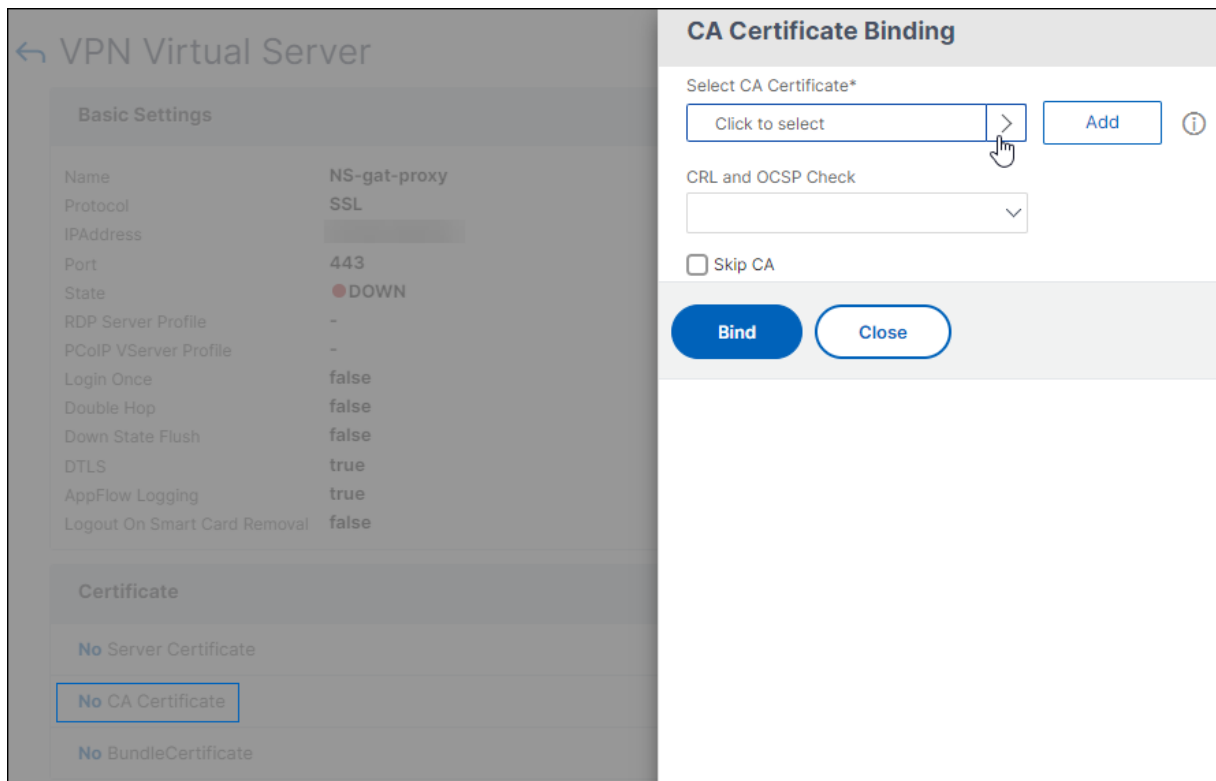 VPN Virtual Server
Basic Settings
Name NS-gat-proxy
Protocol SSL
IPAddress
Port 443
State DOWN
RDP Server Profile -
PCoIP VServer Profile -
Login Once false
Double Hop false
Down State Flush false
DTLS true
AppFlow Logging true
Logout On Smart Card Removal false
Certificate
No Server Certificate
No CA Certificate
No BundleCertificate
CA Certificate Binding
Select CA Certificate*
Click to select
Add
CRL and OCSP Check
Skip CA
Bind Close